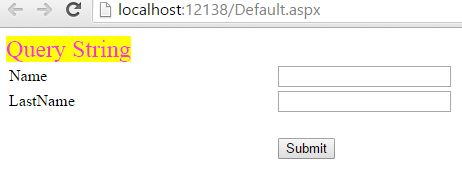 localhost:12138/Default.aspx
Query String
Name
LastName
Submit